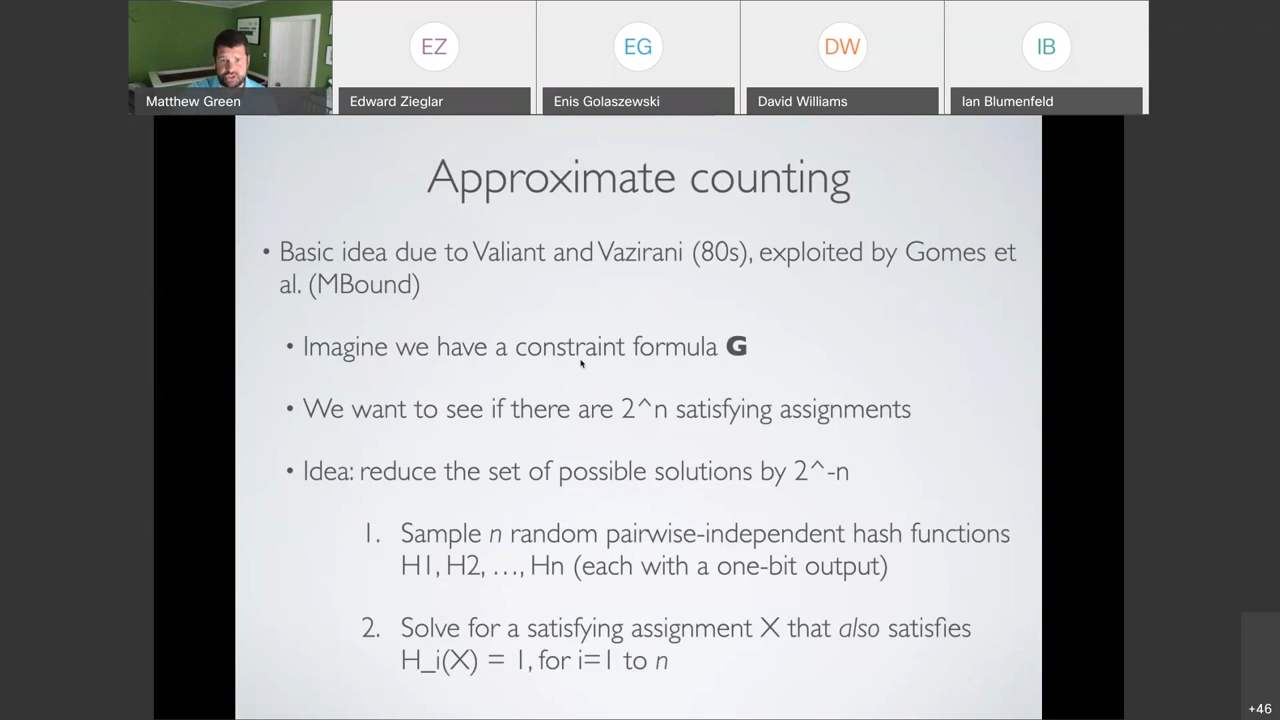 EZ
EG
DW
IB
Matthew Green
Edward Zieglar
Enis Golaszewski
David Williams
Ian Blumenfeld
Approximate counting
• Basic idea due to Valiant and Vazirani (80s), exploited by Gomes et
al. (MBound)
• Imagine we have a constraint formula G
• We want to see if there are 2^n satisfying assignments
• Idea: reduce the set of possible solutions by 2^-n
1. Sample n random pairwise-independent hash functions
H1, H2, …, Hn (each with a one-bit output)
2. Solve for a satisfying assignment X that also satisfies
H_i(X) = 1, for i=1 to n
+46